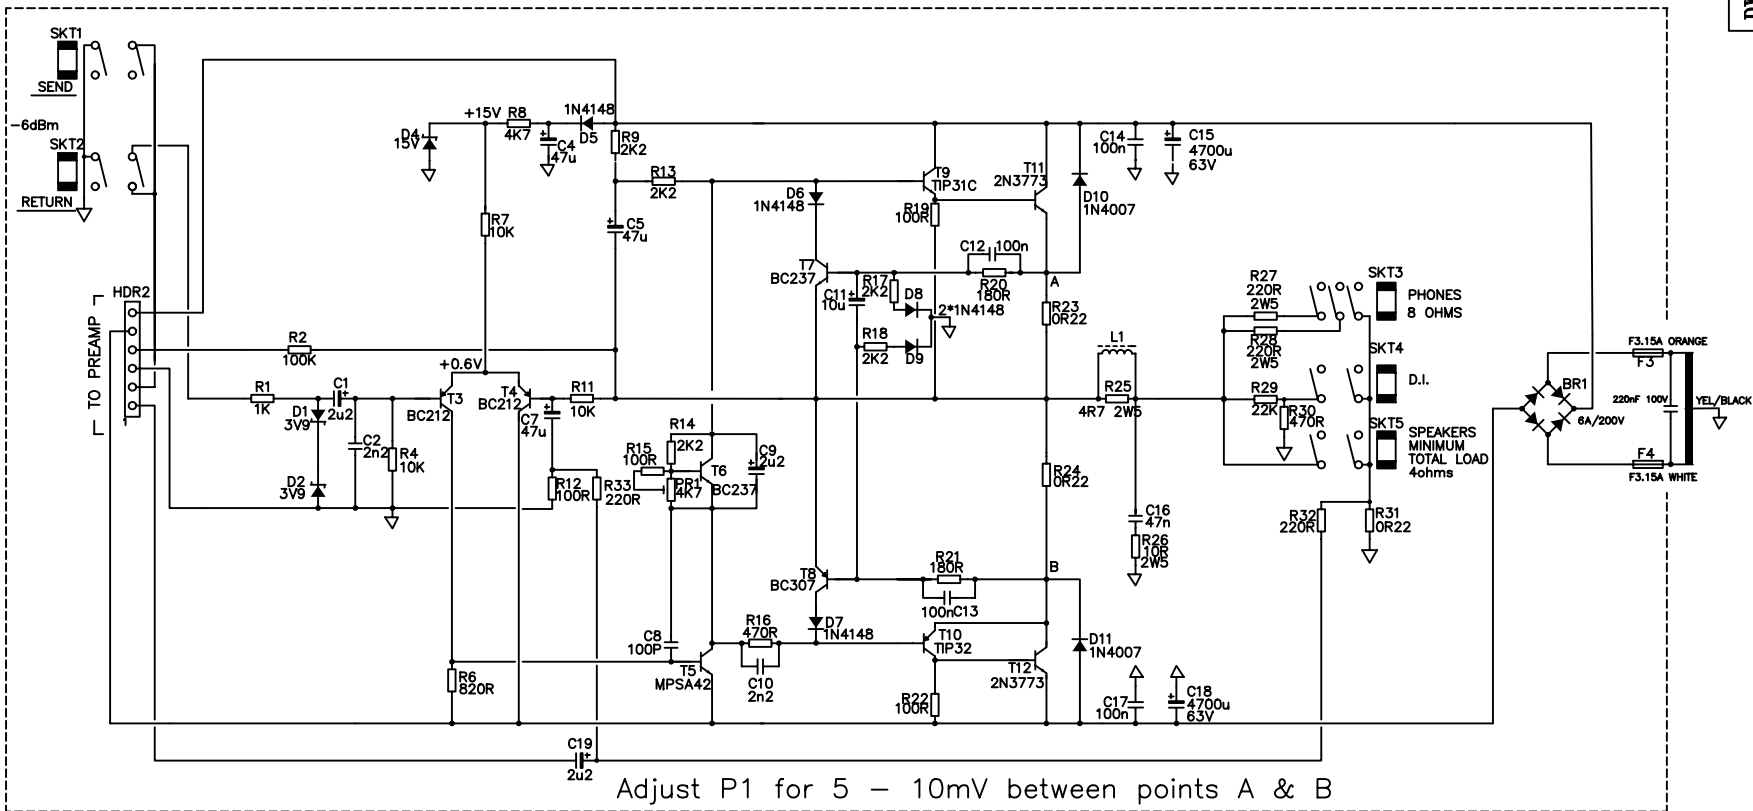 SKT1
SEND
-6dBm
SKT2
RETURN
+15V
R8
4K7
1N4148
D5
D4
15V
C4
47u
R9
2K2
R13
2K2
R7
10K
C5
47u
D6
1N4148
T7
BC237
T9
TIP31C
R19
100R
T11
2N3773
D10
1N4007
C14
100n
C15
4700u
63V
C12
100n
R20
180R
A
R17
2K2
C11
10u
D8
2*1N4148
R18
2K2
D9
R23
0R22
L1
R25
4R7 2W5
HDR2
TO PREAMP
1
R2
100K
R1
1K
D1
3V9
C1
2u2
C2
2n2
R4
10K
D2
3V9
+0.6V
T3
BC212
T4
BC212
R11
10K
C7
47u
R14
2K2
R15
100R
T6
BC237
C9
2u2
PR1
4K7
R12
100R
R33
220R
R24
0R22
C16
47n
R26
10R
2W5
R27
220R
2W5
SKT3
PHONES
8 OHMS
R28
220R
2W5
SKT4
D.I.
R29
22K
R30
470R
SKT5
SPEAKERS
MINIMUM
TOTAL LOAD
4ohms
R32
220R
R31
0R22
F3.15A ORANGE
F3
BR1
6A/200V
220nF 100V
YEL/BLACK
F4
F3.15A WHITE
T8
BC307
R21
180R
B
100n
C13
D7
1N4148
T10
TIP32
D11
1N4007
T12
2N3773
R22
100R
C17
100n
C18
4700u
63V
C8
100P
R16
470R
C10
2n2
T5
MPSA42
R6
820R
C19
2u2
Adjust P1 for 5 - 10mV between points A & B